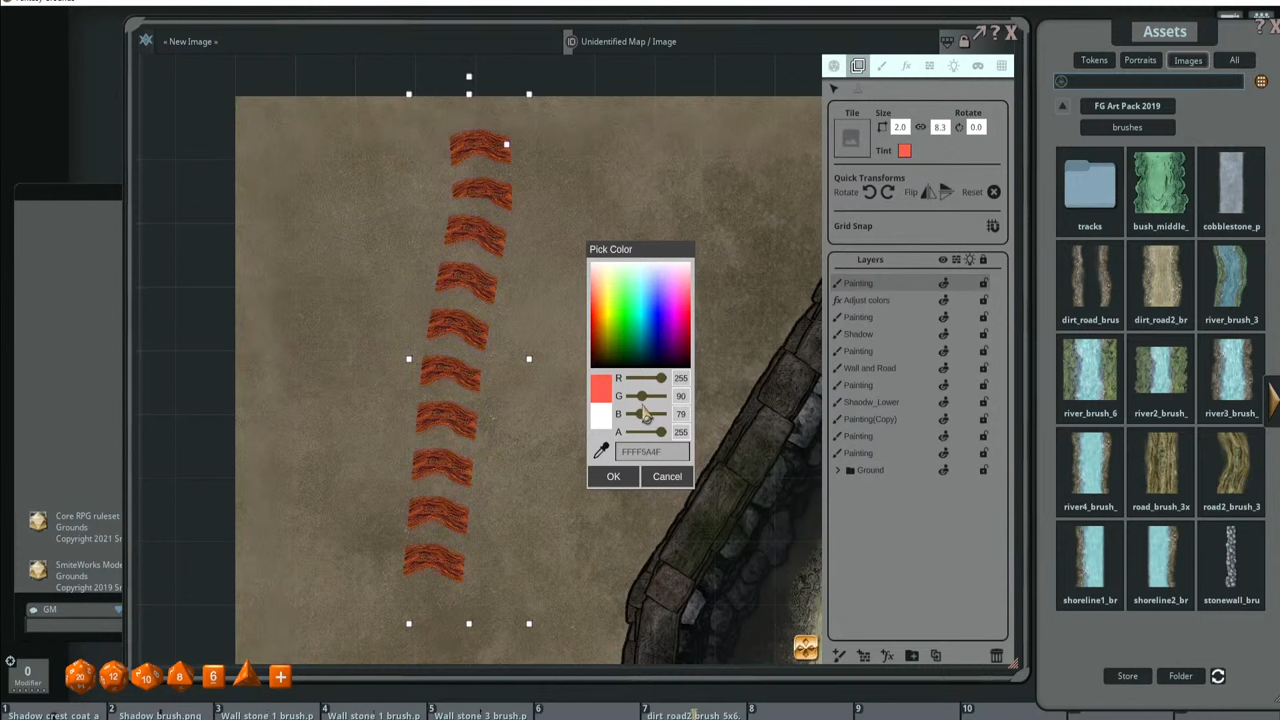 « New Image »
ID Unidentified Map / Image
? X
Tile
Size
Rotate
2.0
8.3
0.0
Tint
Quick Transforms
Rotate
Flip
Reset
Grid Snap
Layers
Painting
fx Adjust colors
Painting
Shadow
Painting
Wall and Road
Painting
Shaodw_Lower
Painting(Copy)
Painting
Painting
Ground
Pick Color
R 255
G 90
B 79
A 255
FFFF5A4F
OK
Cancel
Assets
Tokens
Portraits
Images
All
FG Art Pack 2019
brushes
tracks
bush_middle_
cobblestone_p
dirt_road_brus
dirt_road2_br
river_brush_3
river_brush_6
river2_brush_
river3_brush_
river4_brush_
road_brush_3x
road2_brush_3
shoreline1_br
shoreline2_br
stonewall_bru
Store
Folder
Core RPG ruleset
Grounds
Copyright 2021 Sr
SmiteWorks Mode
Grounds
Copyright 2019 Sr
GM
0
Modifier
20
12
10
8
6
1
2
3
4
5
6
7
8
9
10
Shadow crest coat a
Shadow brush.png
Wall stone 1 brush.p
Wall stone 1 brush.p
Wall stone 3 brush.p
dirt road2 brush 5x6.